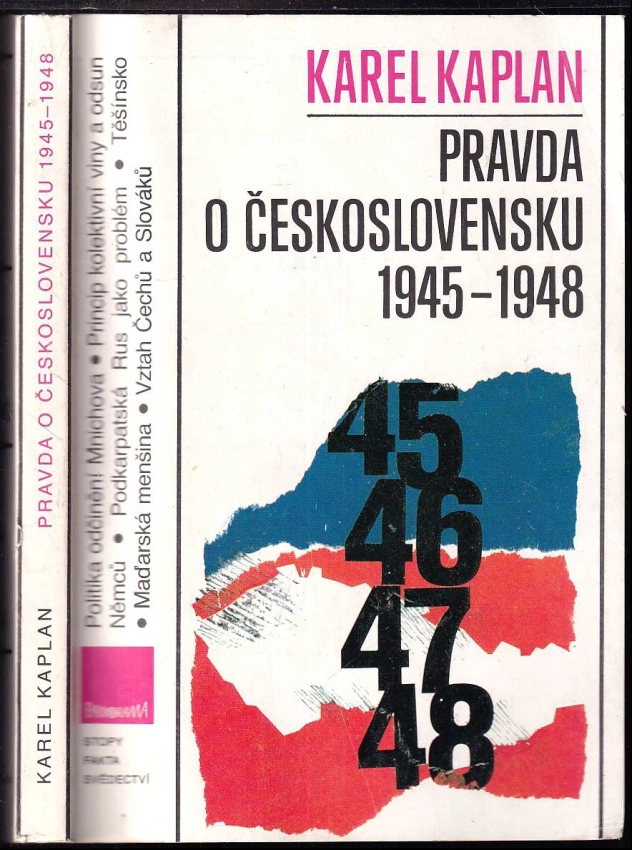 KAREL KAPLAN
PRAVDA O ČESKOSLOVENSKU 1945–1948
Politika odčinění Mnichova • Princip kolektivní viny a odsun
Němců • Podkarpatská Rus jako problém • Těšínsko
• Maďarská menšina • Vztah Čechů a Slováků
PANORAMA
STOPY
FAKTA
SVĚDECTVÍ
KAREL KAPLAN
PRAVDA
O ČESKOSLOVENSKU
1945–1948
45
46
47
48